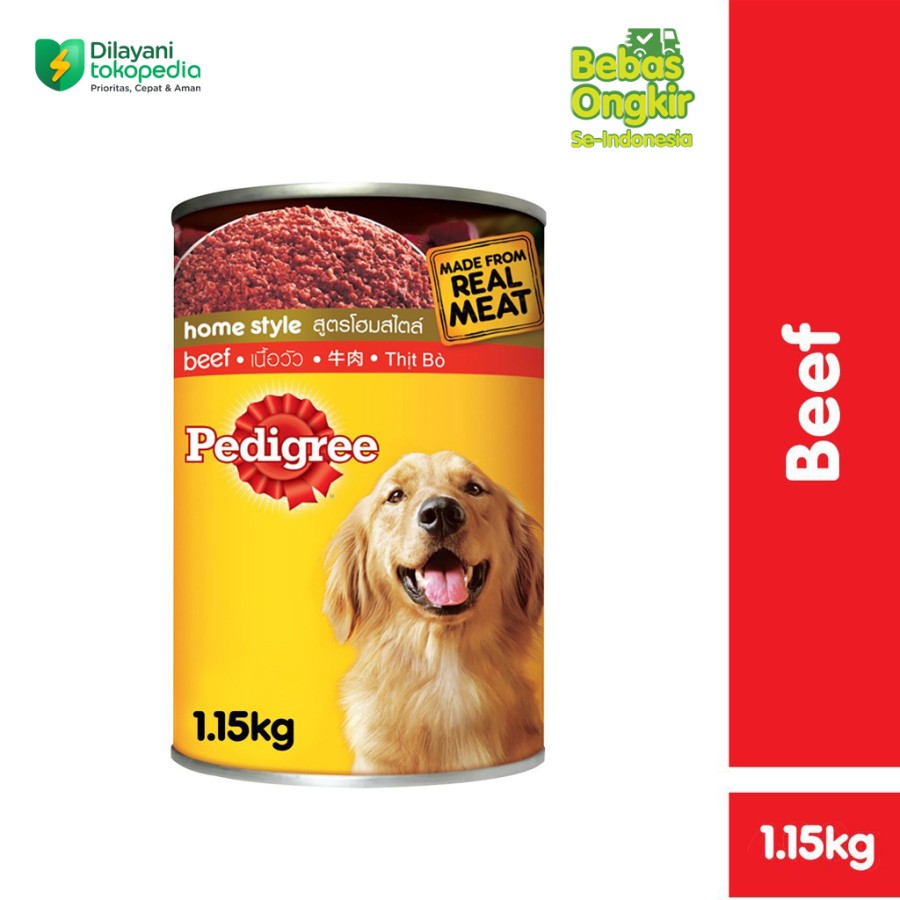 Dilayani
tokopedia
Prioritas, Cepat & Aman
Bebas
Ongkir
Se-Indonesia
MADE FROM
REAL
MEAT
home style สูตรโฮมสไตล์
beef • เนื้อวัว • 牛肉 • Thịt Bò
Pedigree
1.15kg
Beef
1.15kg